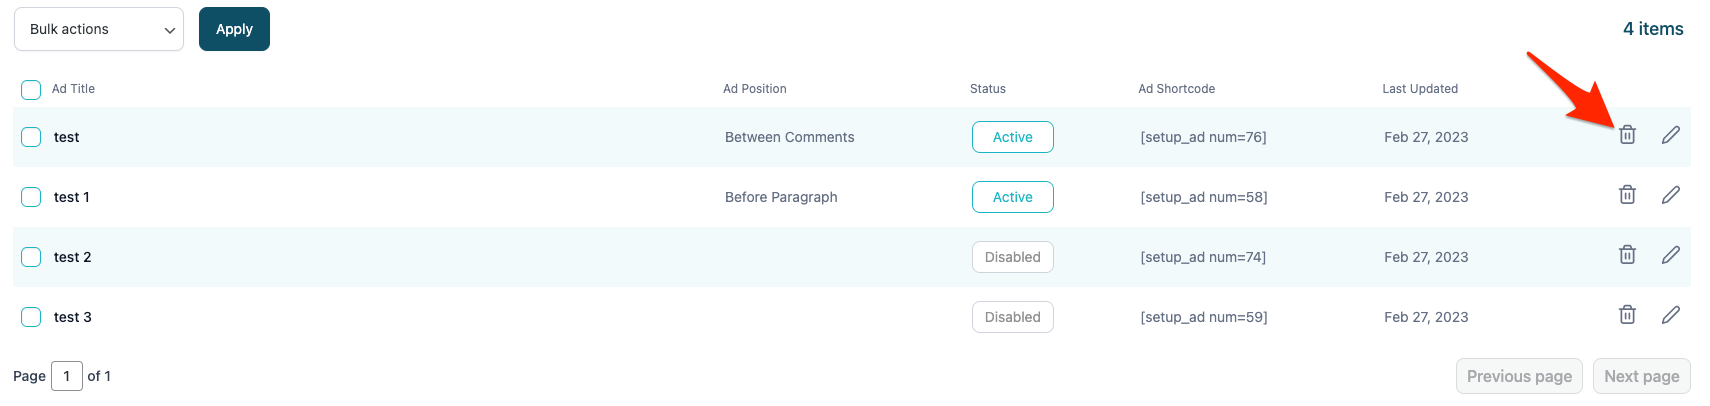 Bulk actions Apply 4 items
Ad Title Ad Position Status Ad Shortcode Last Updated
test Between Comments Active [setup_ad num=76] Feb 27, 2023
test 1 Before Paragraph Active [setup_ad num=58] Feb 27, 2023
test 2 Disabled [setup_ad num=74] Feb 27, 2023
test 3 Disabled [setup_ad num=59] Feb 27, 2023
Page 1 of 1 Previous page Next page